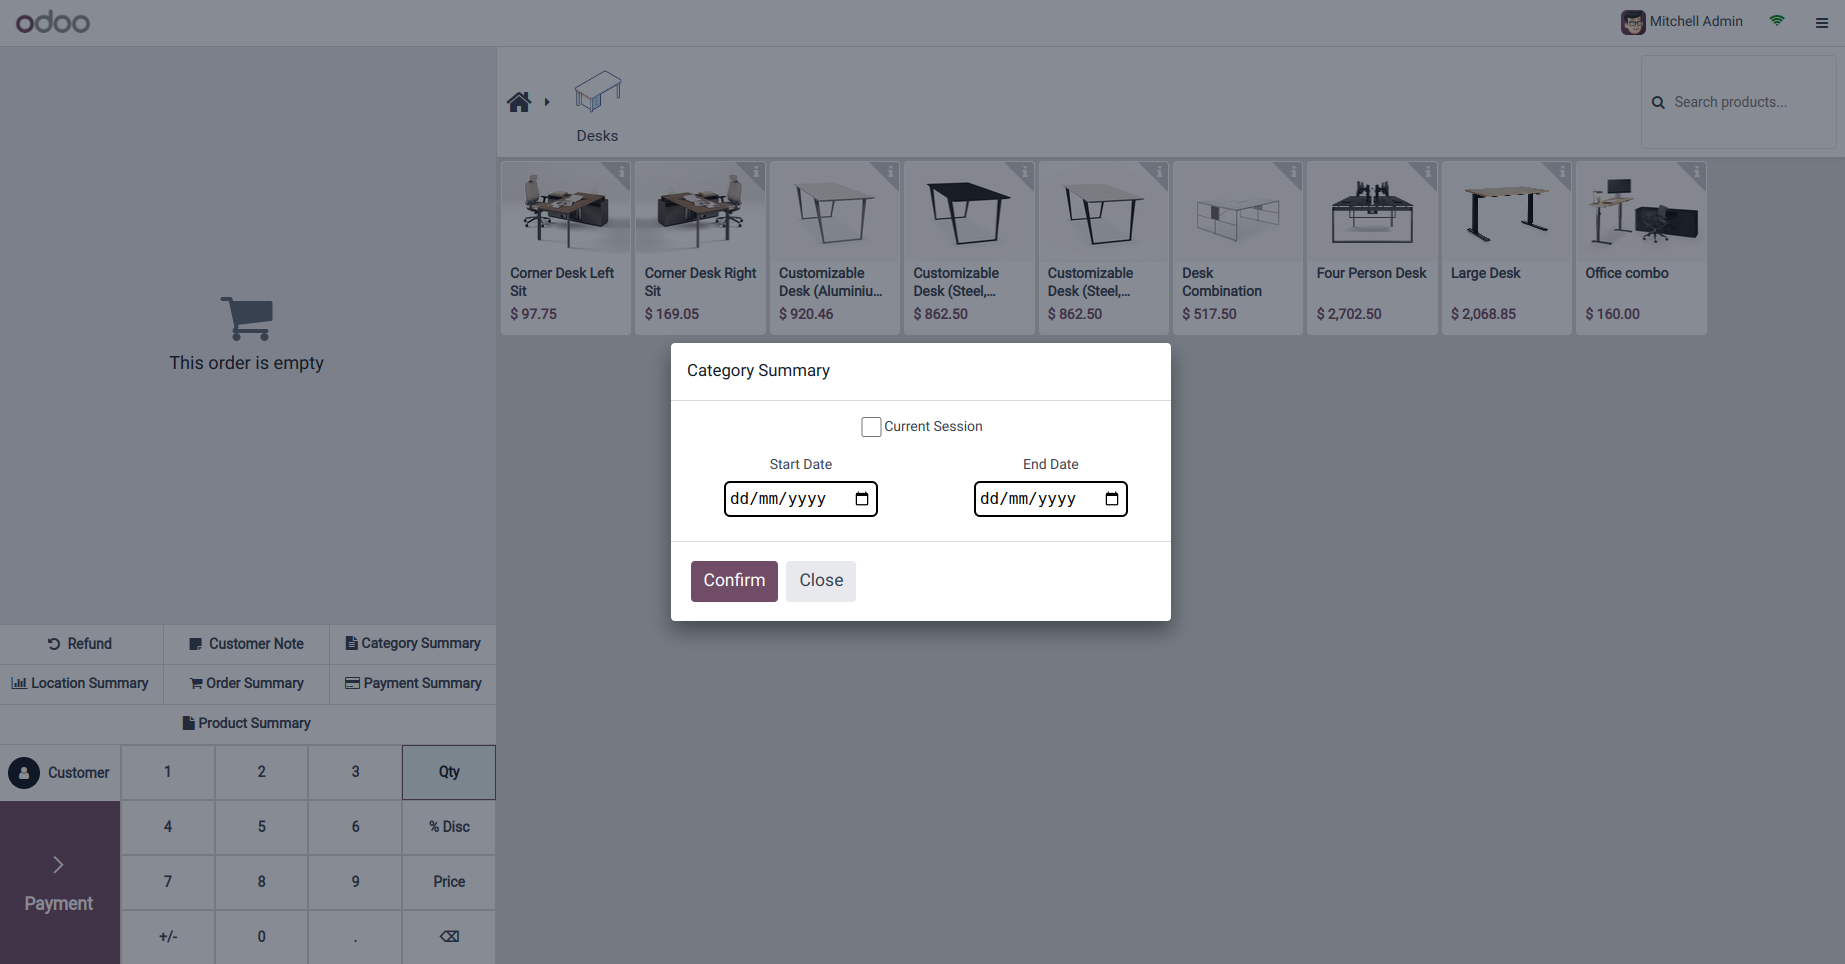 odoo
Mitchell Admin
Desks
Search products...
Corner Desk Left
Sit
$ 97.75
Corner Desk Right
Sit
$ 169.05
Customizable
Desk (Aluminiu...
$ 920.46
Customizable
Desk (Steel,...
$ 862.50
Customizable
Desk (Steel,...
$ 862.50
Desk
Combination
$ 517.50
Four Person Desk
$ 2,702.50
Large Desk
$ 2,068.85
Office combo
$ 160.00
This order is empty
Category Summary
Current Session
Start Date
End Date
dd/mm/yyyy
dd/mm/yyyy
Confirm
Close
Refund
Customer Note
Category Summary
Location Summary
Order Summary
Payment Summary
Product Summary
Customer
1
2
3
Qty
4
5
6
% Disc
Payment
7
8
9
Price
+/-
0
.